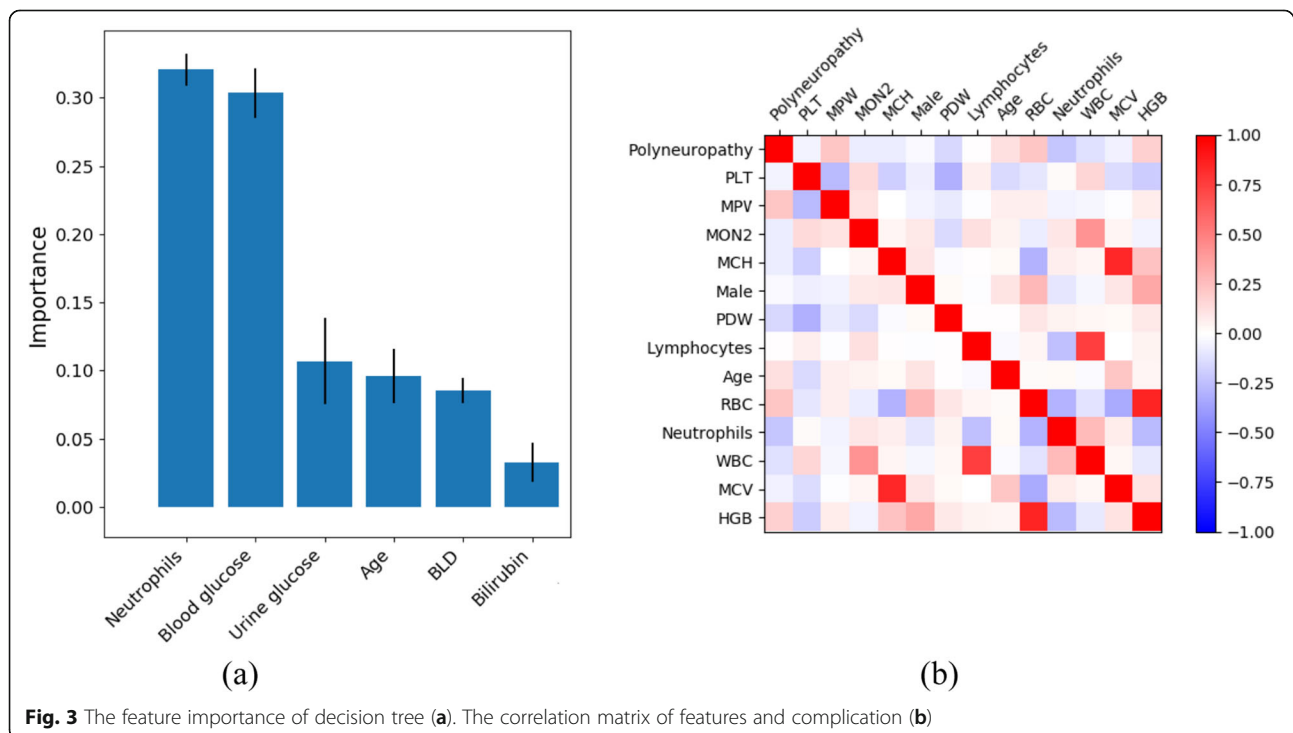 Importance
0.30
0.25
0.20
0.15
0.10
0.05
0.00
Neutrophils
Blood glucose
Urine glucose
Age
BLD
Bilirubin
(a)
Polyneuropathy
PLT
MPW
MON2
MCH
Male
PDW
Lymphocytes
Age
RBC
Neutrophils
WBC
MCV
HGB
Polyneuropathy
PLT
MPV
MON2
MCH
Male
PDW
Lymphocytes
Age
RBC
Neutrophils
WBC
MCV
HGB
1.00
0.75
0.50
0.25
0.00
−0.25
−0.50
−0.75
−1.00
(b)
Fig. 3 The feature importance of decision tree (a). The correlation matrix of features and complication (b)